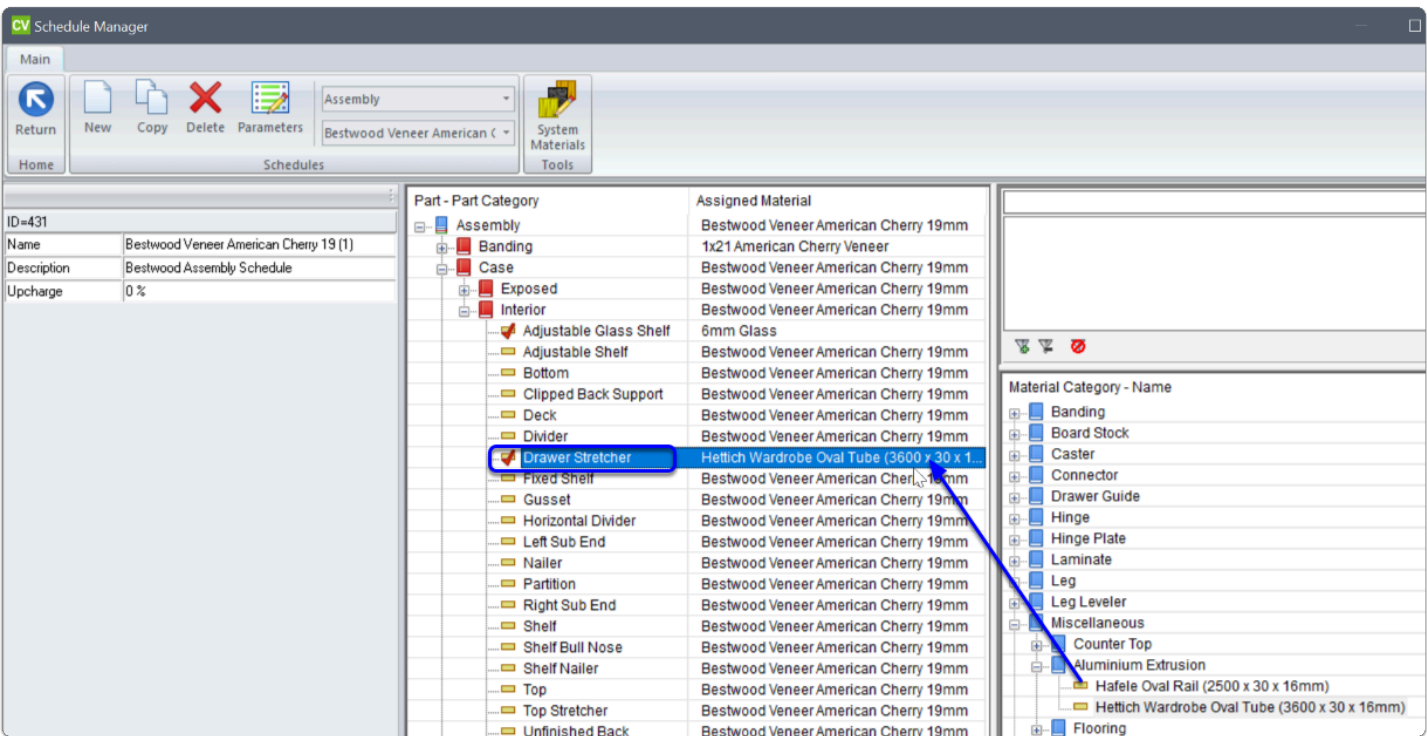 CV Schedule Manager
Main
Return
New
Copy
Delete
Parameters
Assembly
Bestwood Veneer American (
System
Materials
Home
Schedules
Tools
ID=431
Name Bestwood Veneer American Cherry 19 (1)
Description Bestwood Assembly Schedule
Upcharge 0 %
Part - Part Category Assigned Material
Assembly Bestwood Veneer American Cherry 19mm
Banding 1x21 American Cherry Veneer
Case Bestwood Veneer American Cherry 19mm
Exposed Bestwood Veneer American Cherry 19mm
Interior Bestwood Veneer American Cherry 19mm
Adjustable Glass Shelf 6mm Glass
Adjustable Shelf Bestwood Veneer American Cherry 19mm
Bottom Bestwood Veneer American Cherry 19mm
Clipped Back Support Bestwood Veneer American Cherry 19mm
Deck Bestwood Veneer American Cherry 19mm
Divider Bestwood Veneer American Cherry 19mm
Drawer Stretcher Hettich Wardrobe Oval Tube (3600 x 30 x 1...
Fixed Shelf Bestwood Veneer American Cherry 19mm
Gusset Bestwood Veneer American Cherry 19mm
Horizontal Divider Bestwood Veneer American Cherry 19mm
Left Sub End Bestwood Veneer American Cherry 19mm
Nailer Bestwood Veneer American Cherry 19mm
Partition Bestwood Veneer American Cherry 19mm
Right Sub End Bestwood Veneer American Cherry 19mm
Shelf Bestwood Veneer American Cherry 19mm
Shelf Bull Nose Bestwood Veneer American Cherry 19mm
Shelf Nailer Bestwood Veneer American Cherry 19mm
Top Bestwood Veneer American Cherry 19mm
Top Stretcher Bestwood Veneer American Cherry 19mm
Unfinished Back Bestwood Veneer American Cherry 19mm
Material Category - Name
Banding
Board Stock
Caster
Connector
Drawer Guide
Hinge
Hinge Plate
Laminate
Leg
Leg Leveler
Miscellaneous
Counter Top
Aluminium Extrusion
Hafele Oval Rail (2500 x 30 x 16mm)
Hettich Wardrobe Oval Tube (3600 x 30 x 16mm)
Flooring